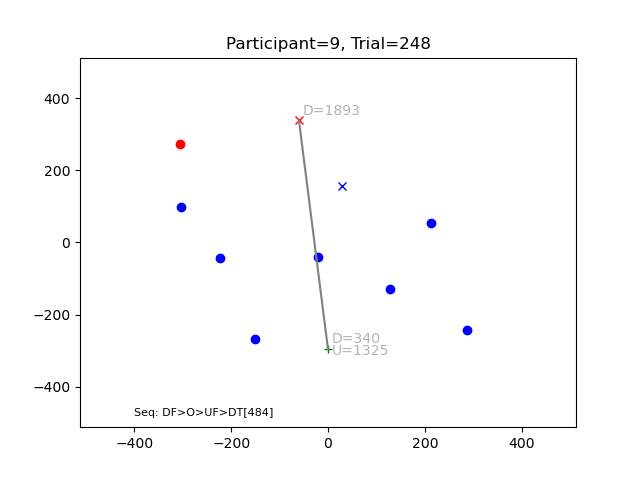 Participant=9, Trial=248
400
200
0
−200
−400
D=1893
D=340
U=1325
Seq: DF>O>UF>DT[484]
−400 −200 0 200 400